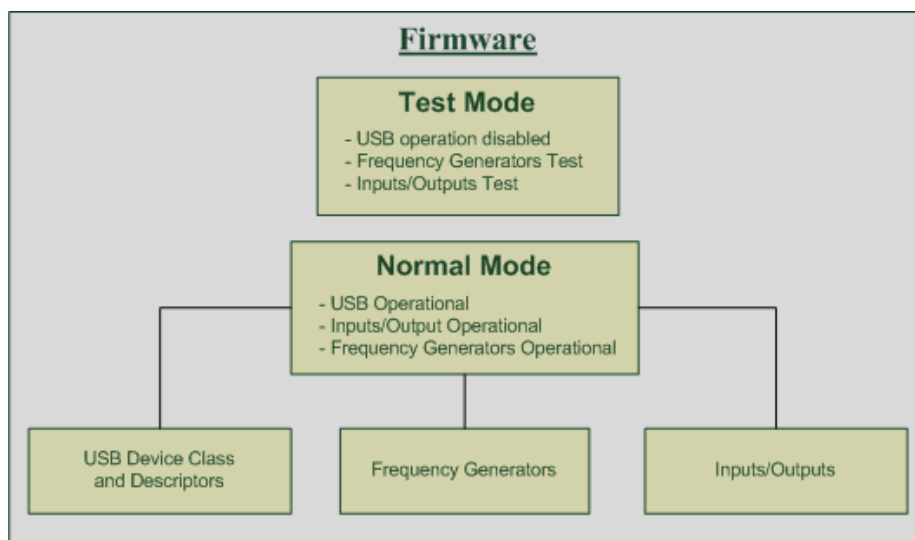 Firmware
Test Mode
- USB operation disabled
- Frequency Generators Test
- Inputs/Outputs Test
Normal Mode
- USB Operational
- Inputs/Output Operational
- Frequency Generators Operational
USB Device Class
and Descriptors
Frequency Generators
Inputs/Outputs